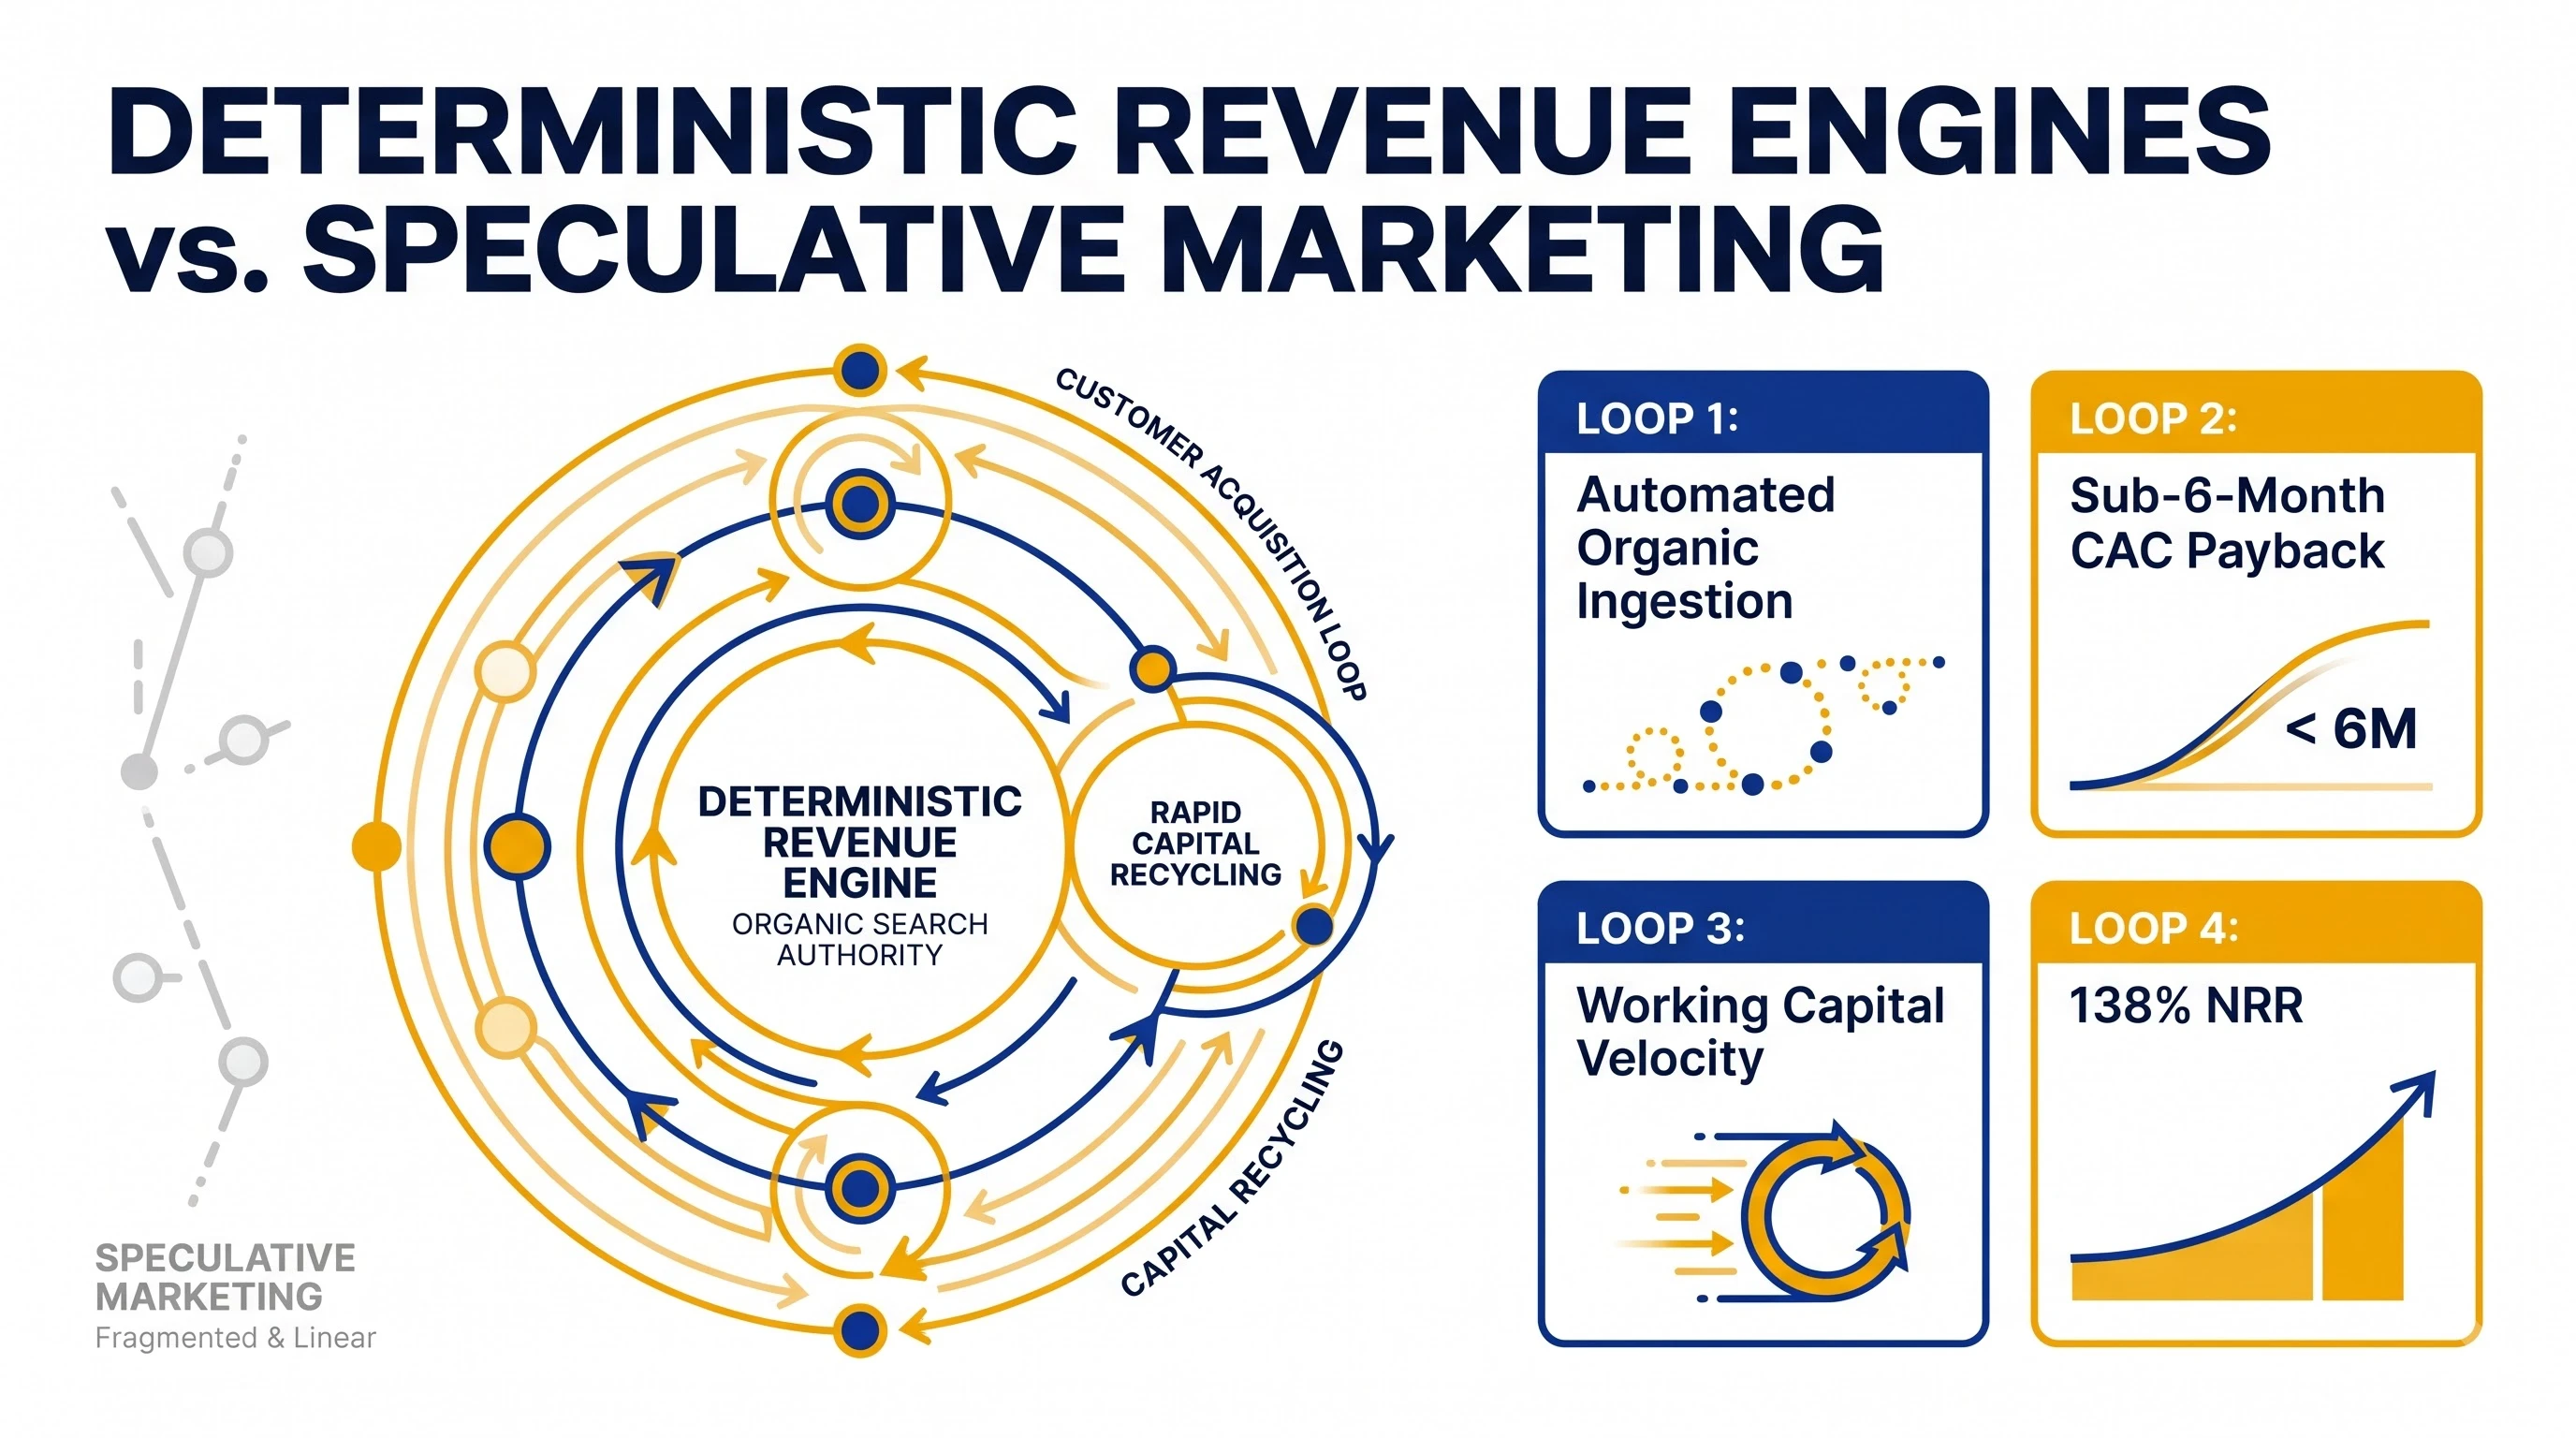 DETERMINISTIC REVENUE ENGINES
vs. SPECULATIVE MARKETING
SPECULATIVE
MARKETING
Fragmented & Linear
CUSTOMER ACQUISITION LOOP
DETERMINISTIC
REVENUE
ENGINE
ORGANIC SEARCH
AUTHORITY
RAPID
CAPITAL
RECYCLING
CAPITAL RECYCLING
LOOP 1:
Automated
Organic
Ingestion
LOOP 2:
Sub-6-Month
CAC Payback
< 6M
LOOP 3:
Working Capital
Velocity
LOOP 4:
138% NRR